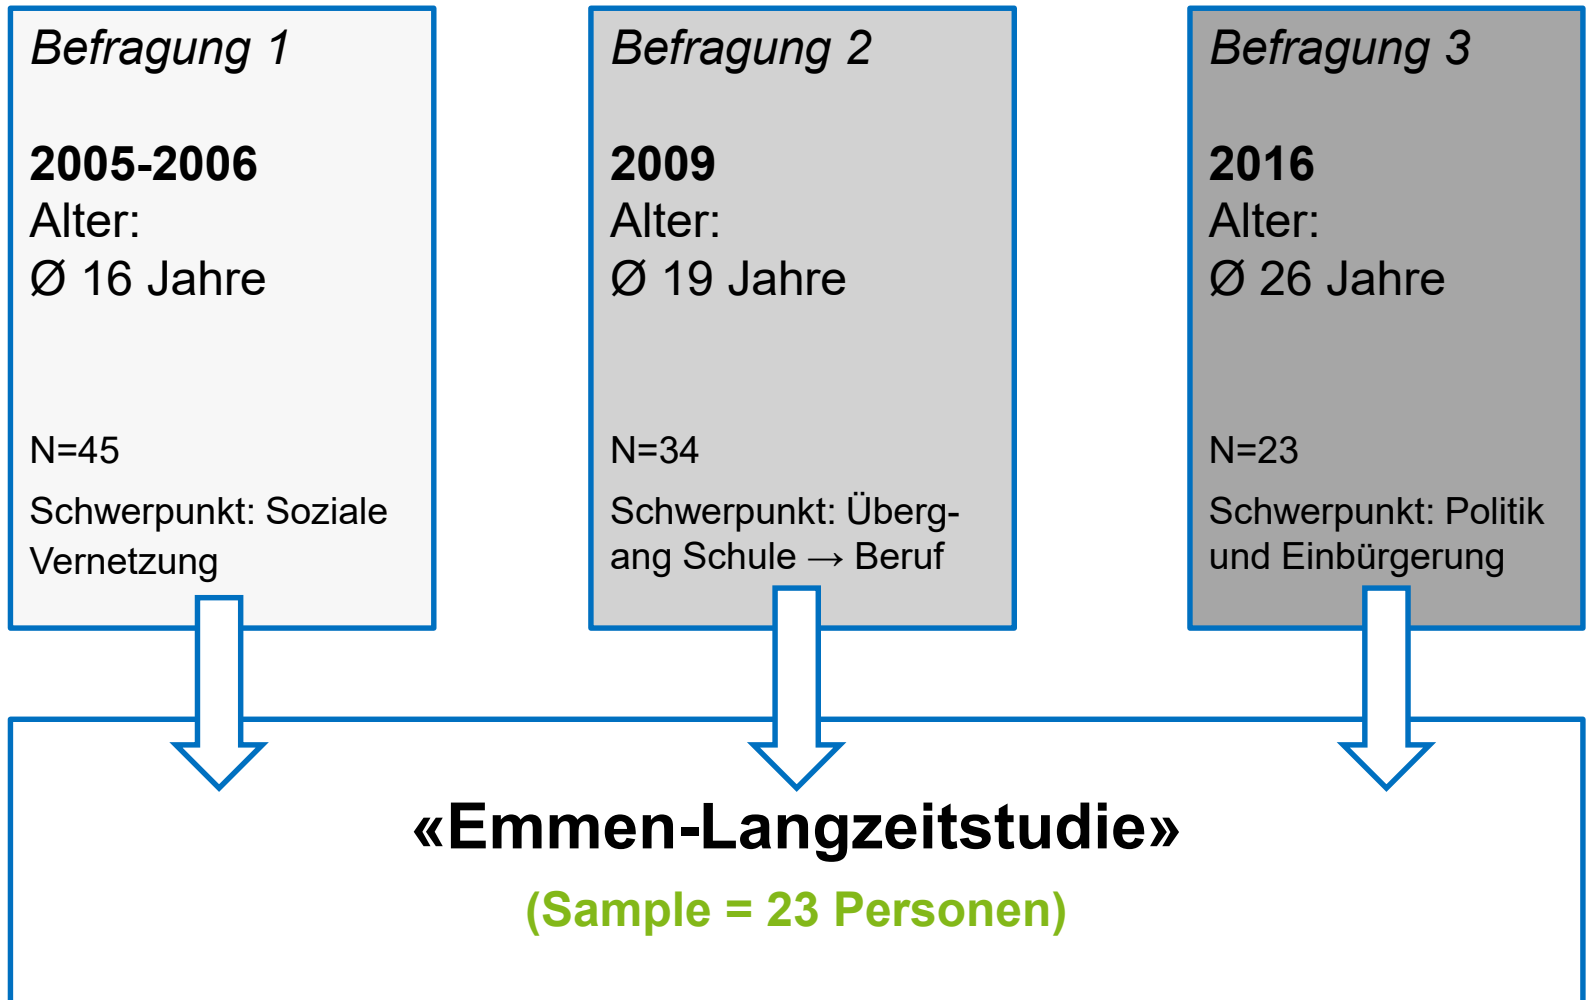 Befragung 1
2005-2006
Alter:
Ø 16 Jahre
N=45
Schwerpunkt: Soziale
Vernetzung
Befragung 2
2009
Alter:
Ø 19 Jahre
N=34
Schwerpunkt: Überg-
ang Schule → Beruf
Befragung 3
2016
Alter:
Ø 26 Jahre
N=23
Schwerpunkt: Politik
und Einbürgerung
«Emmen-Langzeitstudie»
(Sample = 23 Personen)